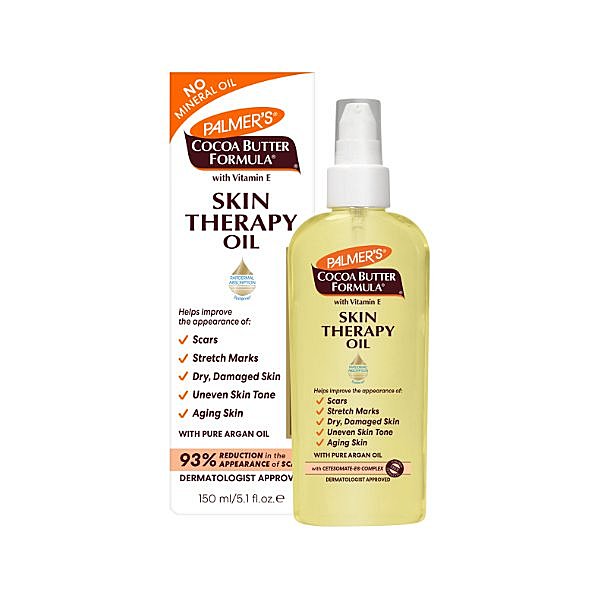 NO
MINERAL OIL
PALMER'S®
COCOA BUTTER
FORMULA®
with Vitamin E
SKIN
THERAPY
OIL
Helps improve
the appearance of:
Scars
Stretch Marks
Dry, Damaged Skin
Uneven Skin Tone
Aging Skin
WITH PURE ARGAN OIL
93% REDUCTION in the
APPEARANCE of
DERMATOLOGIST
150 ml/5.1 fl.oz.℮
PALMER'S®
COCOA BUTTER
FORMULA®
with Vitamin E
SKIN
THERAPY
OIL
Helps improve the appearance of:
Scars
Stretch Marks
Dry, Damaged Skin
Uneven Skin Tone
Aging Skin
WITH PURE ARGAN OIL
with CETESOMATE-E®-COMPLEX
DERMATOLOGIST APPROVED